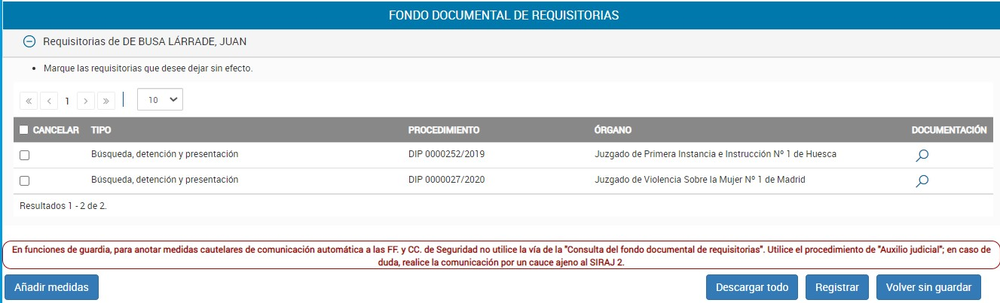 FONDO DOCUMENTAL DE REQUISITORIAS
Requisitorias de DE BUSA LÁRRADE, JUAN
• Marque las requisitorias que desee dejar sin efecto.
« ‹ 1 › » 10
CANCELAR TIPO PROCEDIMIENTO ÓRGANO DOCUMENTACIÓN
Búsqueda, detención y presentación DIP 0000252/2019 Juzgado de Primera Instancia e Instrucción Nº 1 de Huesca
Búsqueda, detención y presentación DIP 0000027/2020 Juzgado de Violencia Sobre la Mujer Nº 1 de Madrid
Resultados 1 - 2 de 2.
En funciones de guardia, para anotar medidas cautelares de comunicación automática a las FF. y CC. de Seguridad no utilice la vía de la "Consulta del fondo documental de requisitorias". Utilice el procedimiento de "Auxilio judicial"; en caso de
duda, realice la comunicación por un cauce ajeno al SIRAJ 2.
Añadir medidas Descargar todo Registrar Volver sin guardar